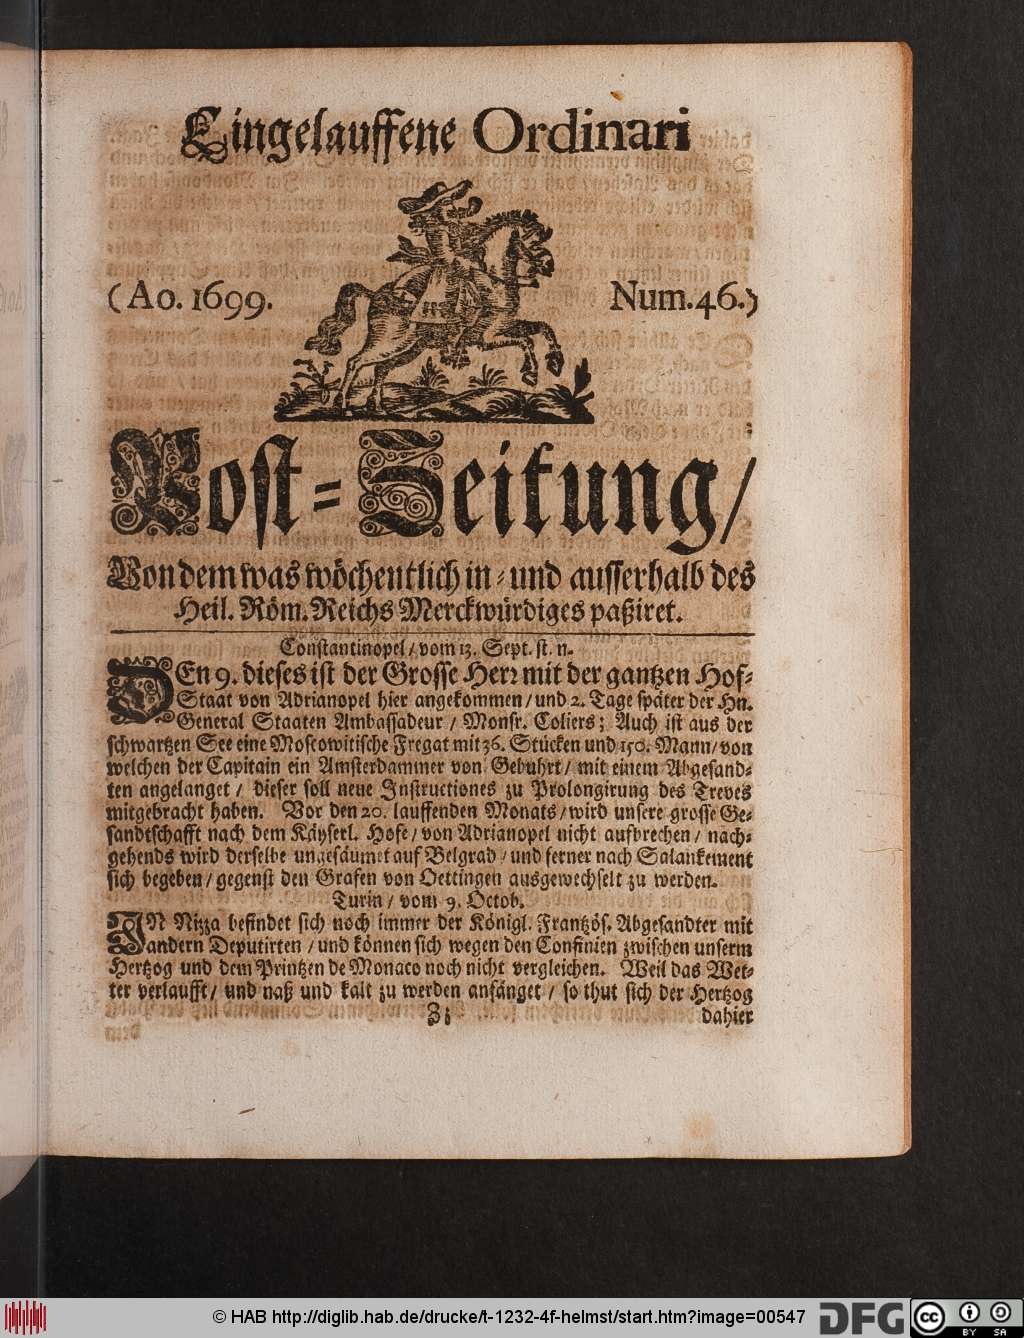 Eingelauffene Ordinari
(Ao. 1699.
Num. 46.)
Post-Zeitung/
Von dem was wöchentlich in- und ausserhalb des
Heil. Röm. Reichs Merckwürdiges paßiret.
Constantinopel/ vom 13. Sept. st. n.
DEn 9. dieses ist der Grosse Herr mit der gantzen Hof-
Staat von Adrianopel hier angekommen/ und 2. Tage später der Hn.
General Staaten Ambassadeur / Monsr. Coliers; Auch ist aus der
schwartzen See eine Moscowitische Fregat mit 36. Stücken und 150. Mann/ von
welchen der Capitain ein Amsterdammer von Gebuhrt/ mit einem Abgesand-
ten angelanget / dieser soll neue Instructiones zu Prolongirung des Treves
mitgebracht haben. Vor den 20. lauffenden Monats/ wird unsere grosse Ge-
sandtschafft nach dem Käyserl. Hofe/ von Adrianopel nicht aufbrechen/ nach-
gehends wird derselbe ungesäumet auf Belgrad / und ferner nach Salankement
sich begeben/ gegenst den Grafen von Oettingen ausgewechselt zu werden.
Turin/ vom 9. Octob.
IN Nizza befindet sich noch immer der Königl. Frantzös. Abgesandter mit
andern Deputirten / und können sich wegen den Confinien zwischen unserm
Hertzog und dem Printzen de Monaco noch nicht vergleichen. Weil das Wet-
ter verlaufft/ und naß und kalt zu werden anfänget / so thut sich der Hertzog
dahier
© HAB http://diglib.hab.de/drucke/t-1232-4f-helmst/start.htm?image=00547
DFG
cc
BY SA